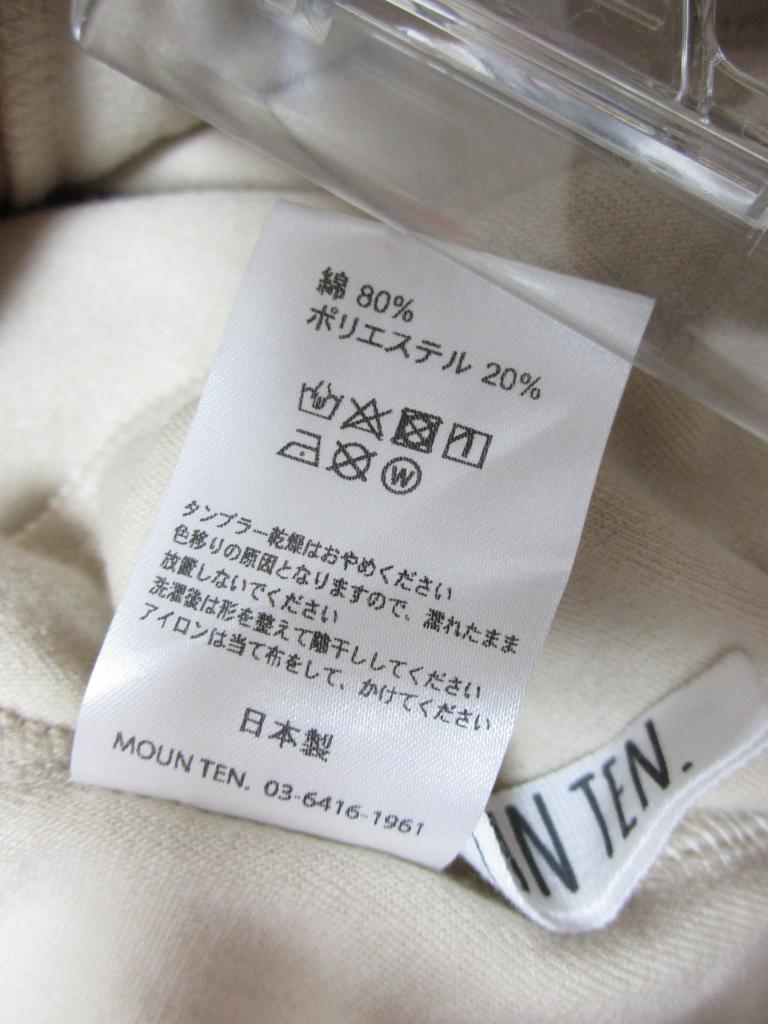 綿 80%
ポリエステル 20%
W
タンブラー乾燥はおやめください
色移りの原因となりますので、濡れたまま
放置しないでください
洗濯後は形を整えて陰干ししてください
アイロンは当て布をして、かけてください
日本製
MOUN TEN. 03-6416-1961
UN TEN.